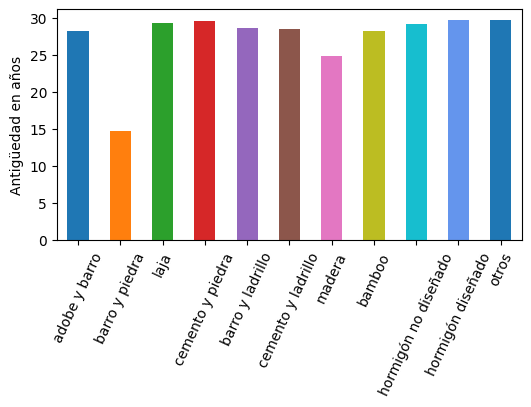 Antigüedad en años
30
25
20
15
10
5
0
adobe y barro
barro y piedra
laja
cemento y piedra
barro y ladrillo
cemento y ladrillo
madera
bamboo
hormigón no diseñado
hormigón diseñado
otros